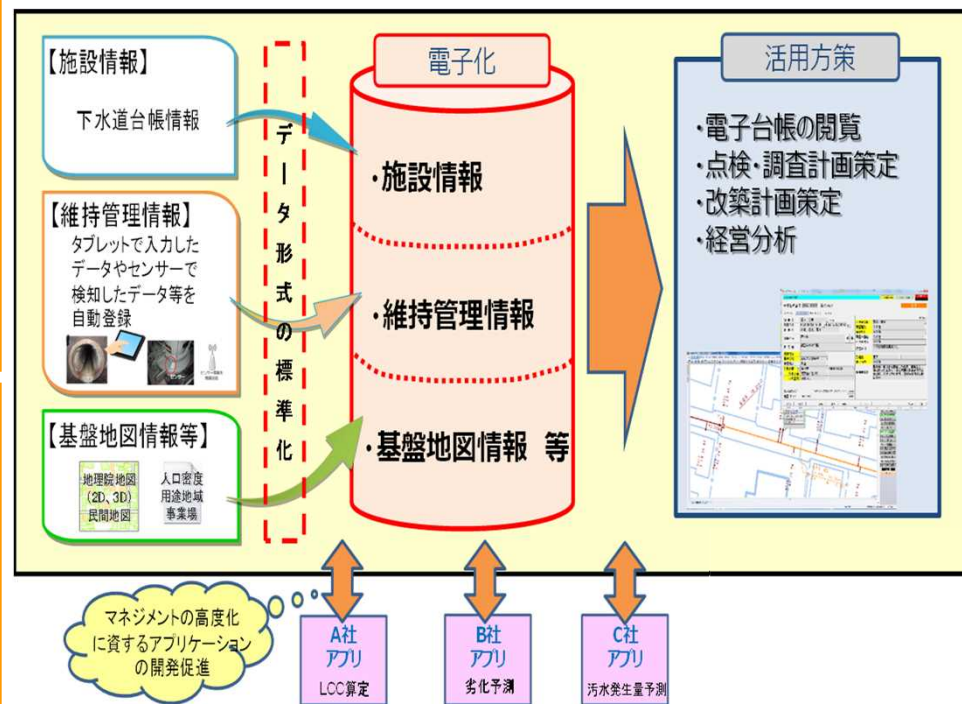 【施設情報】
下水道台帳情報
【維持管理情報】
タブレットで入力した
データやセンサーで
検知したデータ等を
自動登録
センサー
【基盤地図情報等】
地理院地図
(2D、3D)
民間地図
人口密度
用途地域
事業場
データ形式の標準化
電子化
・施設情報
・維持管理情報
・基盤地図情報 等
活用方策
・電子台帳の閲覧
・点検・調査計画策定
・改築計画策定
・経営分析
マネジメントの高度化
に資するアプリケーション
の開発促進
A社
アプリ
LCC算定
B社
アプリ
劣化予測
C社
アプリ
汚水発生量予測